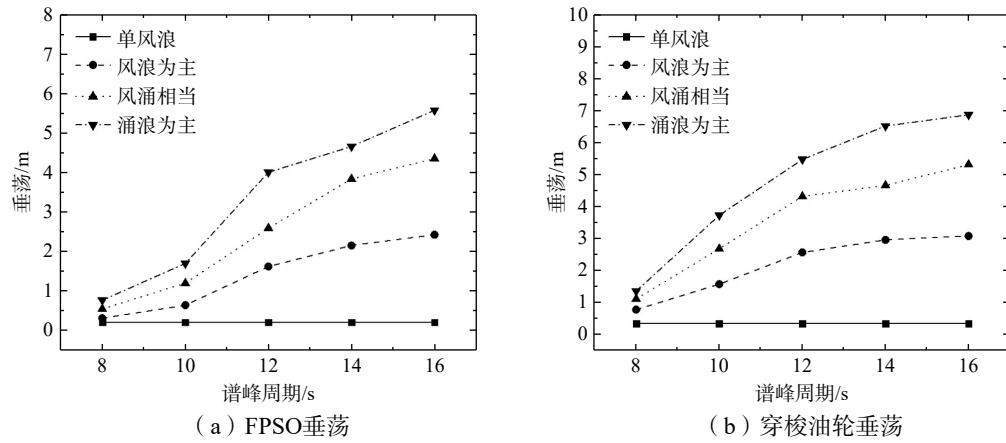 8
7
6
5
4
3
2
1
0
垂荡/m
单风浪
风浪为主
风涌相当
涌浪为主
8 10 12 14 16
谱峰周期/s
（a）FPSO垂荡
10
9
8
7
6
5
4
3
2
1
0
垂荡/m
单风浪
风浪为主
风涌相当
涌浪为主
8 10 12 14 16
谱峰周期/s
（b）穿梭油轮垂荡